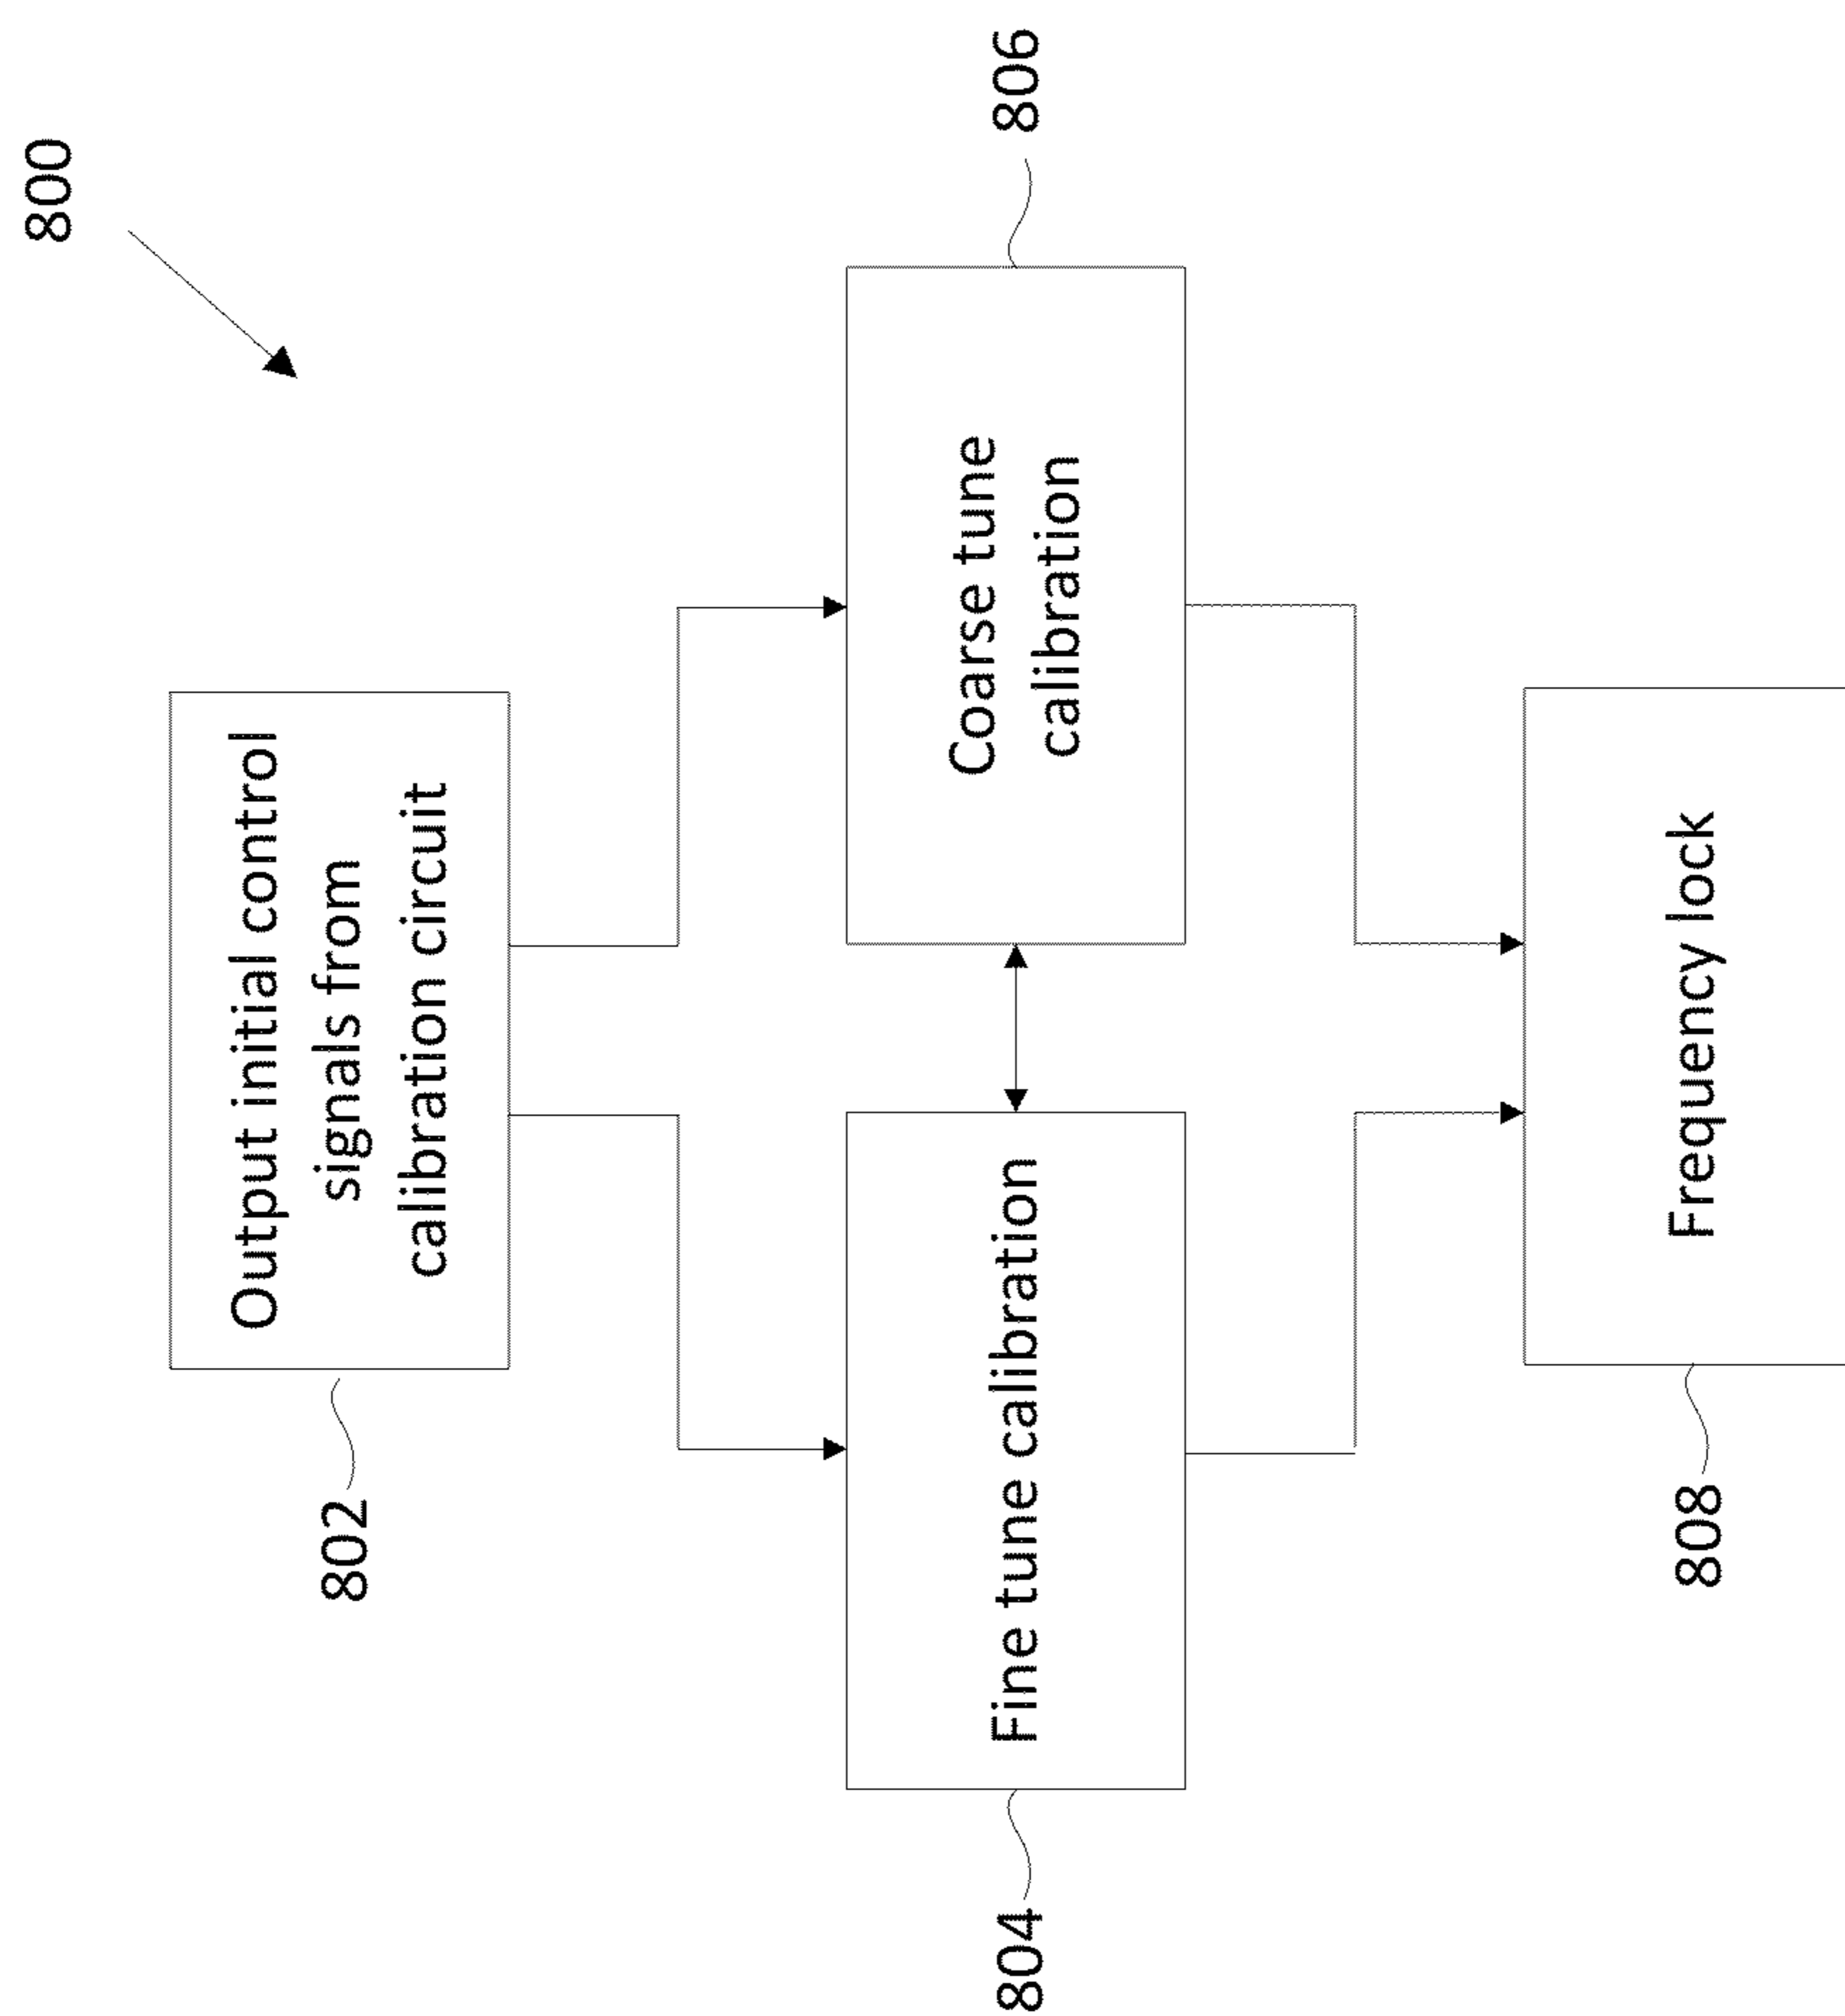 800
802
Output initial control
signals from
calibration circuit
804
Fine tune calibration
Coarse tune
calibration
806
808
Frequency lock